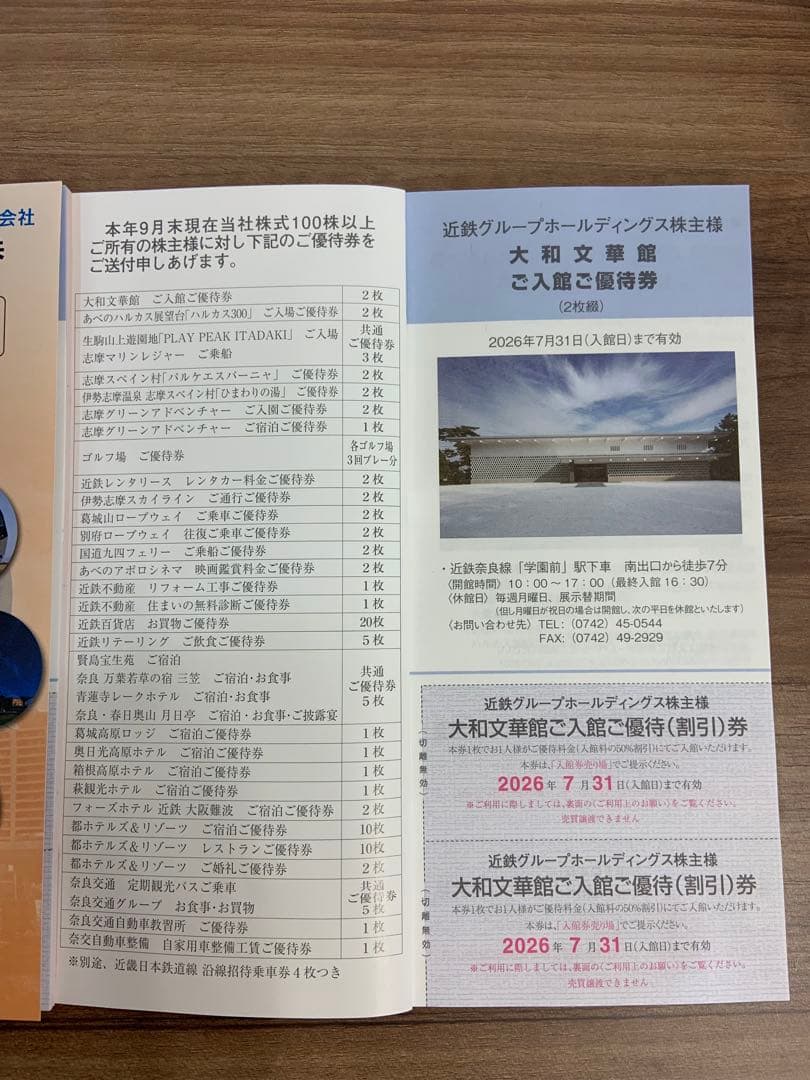 会社
本年9月末現在当社株式100株以上
ご所有の株主様に対し下記のご優待券を
ご送付申しあげます。
大和文華館　ご入館ご優待券 2枚
あべのハルカス展望台「ハルカス300」　ご入場ご優待券 2枚
生駒山上遊園地「PLAY PEAK ITADAKI」　ご入場
志摩マリンレジャー　ご乗船
共通
ご優待券
3枚
志摩スペイン村「パルケエスパーニャ」　ご優待券 2枚
伊勢志摩温泉 志摩スペイン村「ひまわりの湯」　ご優待券 2枚
志摩グリーンアドベンチャー　ご入園ご優待券 2枚
志摩グリーンアドベンチャー　ご宿泊ご優待券 1枚
ゴルフ場　ご優待券
各ゴルフ場
3回プレー分
近鉄レンタリース　レンタカー料金ご優待券 2枚
伊勢志摩スカイライン　ご通行ご優待券 2枚
葛城山ロープウェイ　ご乗車ご優待券 2枚
別府ロープウェイ　往復ご乗車ご優待券 2枚
国道九四フェリー　ご乗船ご優待券 2枚
あべのアポロシネマ　映画鑑賞料金ご優待券 2枚
近鉄不動産　リフォーム工事ご優待券 1枚
近鉄不動産　住まいの無料診断ご優待券 1枚
近鉄百貨店　お買物ご優待券 20枚
近鉄リテーリング　ご飲食ご優待券 5枚
賢島宝生苑　ご宿泊
奈良 万葉若草の宿 三笠　ご宿泊･お食事
青蓮寺レークホテル　ご宿泊･お食事
奈良・春日奥山 月日亭　ご宿泊・お食事･ご披露宴
共通
ご優待券
5枚
葛城高原ロッジ　ご宿泊ご優待券 1枚
奥日光高原ホテル　ご宿泊ご優待券 1枚
箱根高原ホテル　ご宿泊ご優待券 1枚
萩観光ホテル　ご宿泊ご優待券 1枚
フォーズホテル 近鉄 大阪難波　ご宿泊ご優待券 2枚
都ホテルズ＆リゾーツ　ご宿泊ご優待券 10枚
都ホテルズ＆リゾーツ　レストランご優待券 10枚
都ホテルズ＆リゾーツ　ご婚礼ご優待券 2枚
奈良交通　定期観光バスご乗車
奈良交通グループ　お食事･お買物
共通
ご優待券
5枚
奈良交通自動車教習所　ご優待券 1枚
奈交自動車整備　自家用車整備工賃ご優待券 1枚
※別途、近畿日本鉄道線 沿線招待乗車券4枚つき
近鉄グループホールディングス株主様
大和文華館
ご入館ご優待券
（2枚綴）
2026年7月31日（入館日）まで有効
・近鉄奈良線「学園前」駅下車　南出口から徒歩7分
〈開館時間〉10：00～17：00（最終入館16：30）
〈休館日〉毎週月曜日、展示替期間
（但し月曜日が祝日の場合は開館し、次の平日を休館といたします）
〈お問い合わせ先〉TEL：（0742）45-0544
FAX:（0742）49-2929
（切離無効）
近鉄グループホールディングス株主様
大和文華館ご入館ご優待（割引）券
本券1枚でお1人様がご優待料金（入館料の50%割引）にてご入館いただけます。
本券は、「入館券売り場」でご提示ください。
2026年 7月31日（入館日）まで有効
※ご利用に際しましては、裏面の〈ご利用上のお願い〉をご覧ください。
売買譲渡できません
（切離無効）
近鉄グループホールディングス株主様
大和文華館ご入館ご優待（割引）券
本券1枚でお1人様がご優待料金（入館料の50%割引）にてご入館いただけます。
本券は、「入館券売り場」でご提示ください。
2026年 7月31日（入館日）まで有効
※ご利用に際しましては、裏面の〈ご利用上のお願い〉をご覧ください。
売買譲渡できません